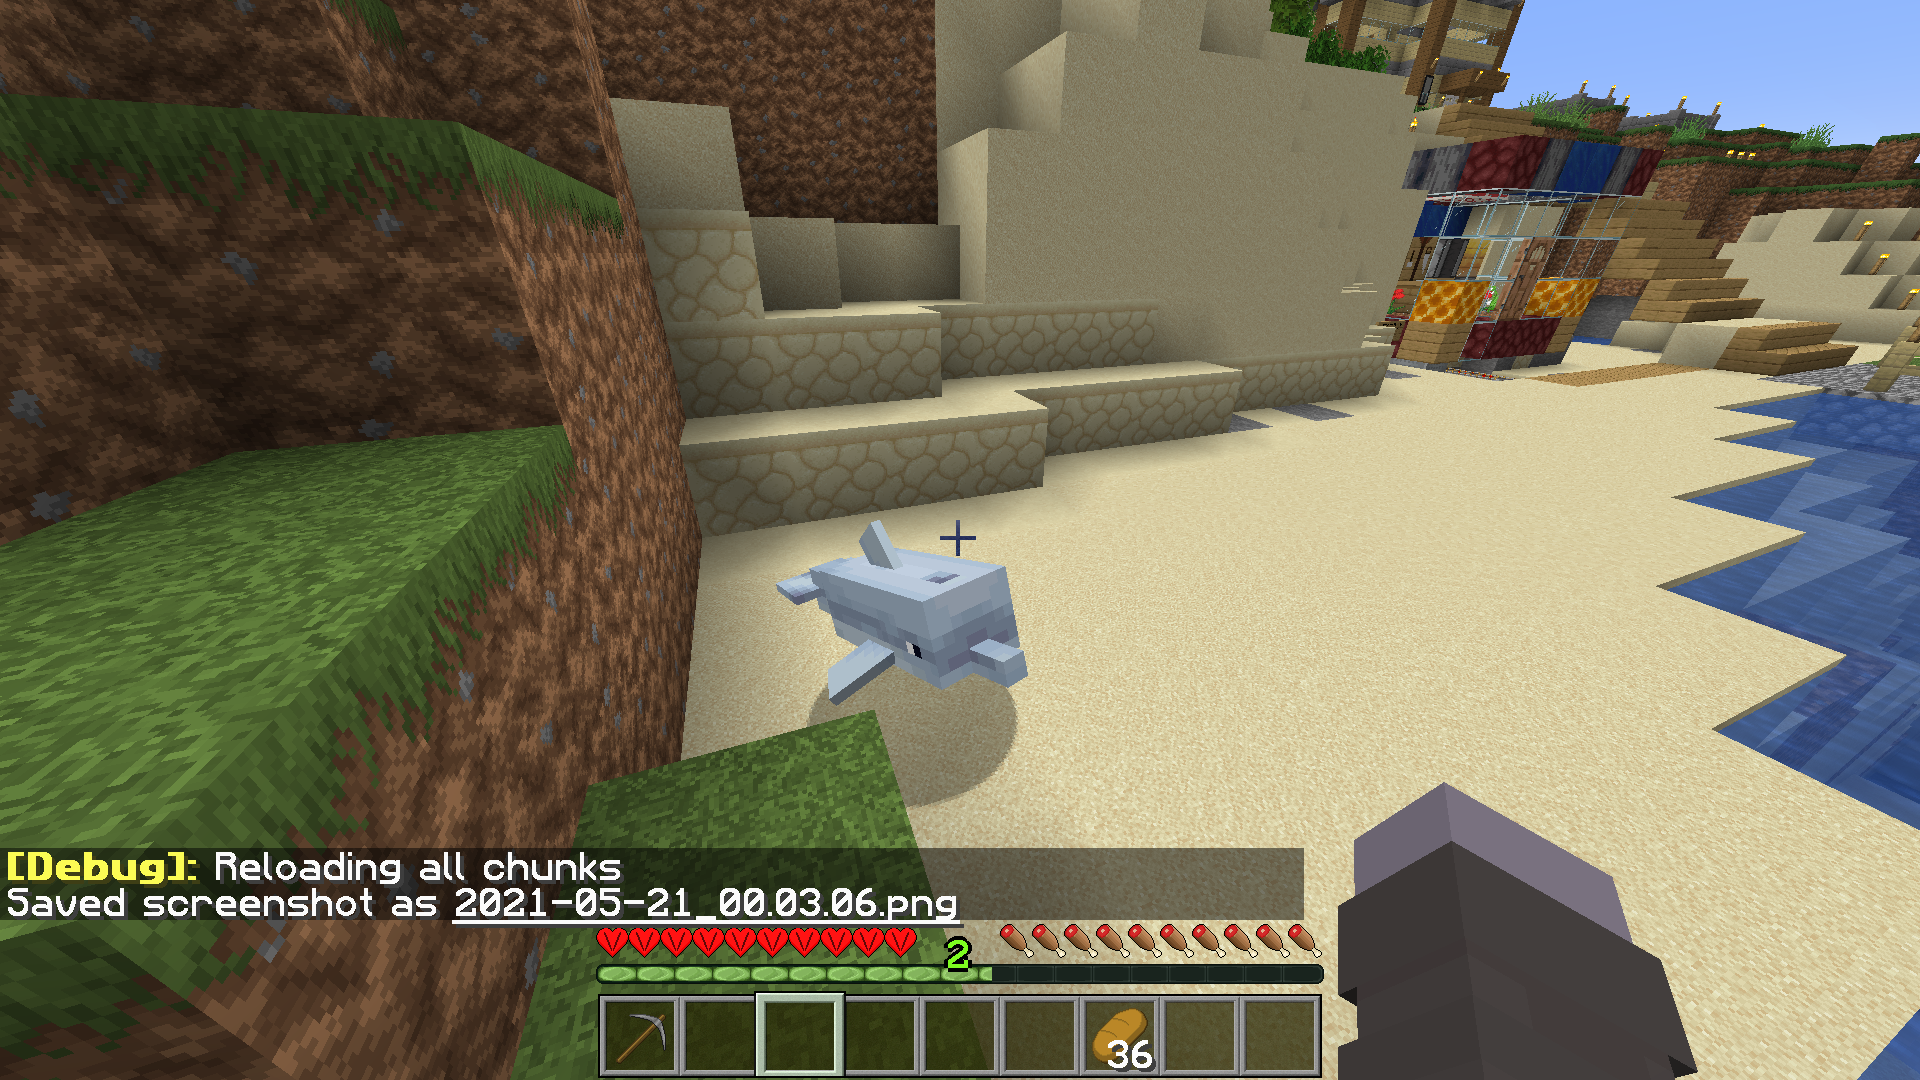 [Debug]: Reloading all chunks
Saved screenshot as 2021-05-21_00.03.06.png
2
36